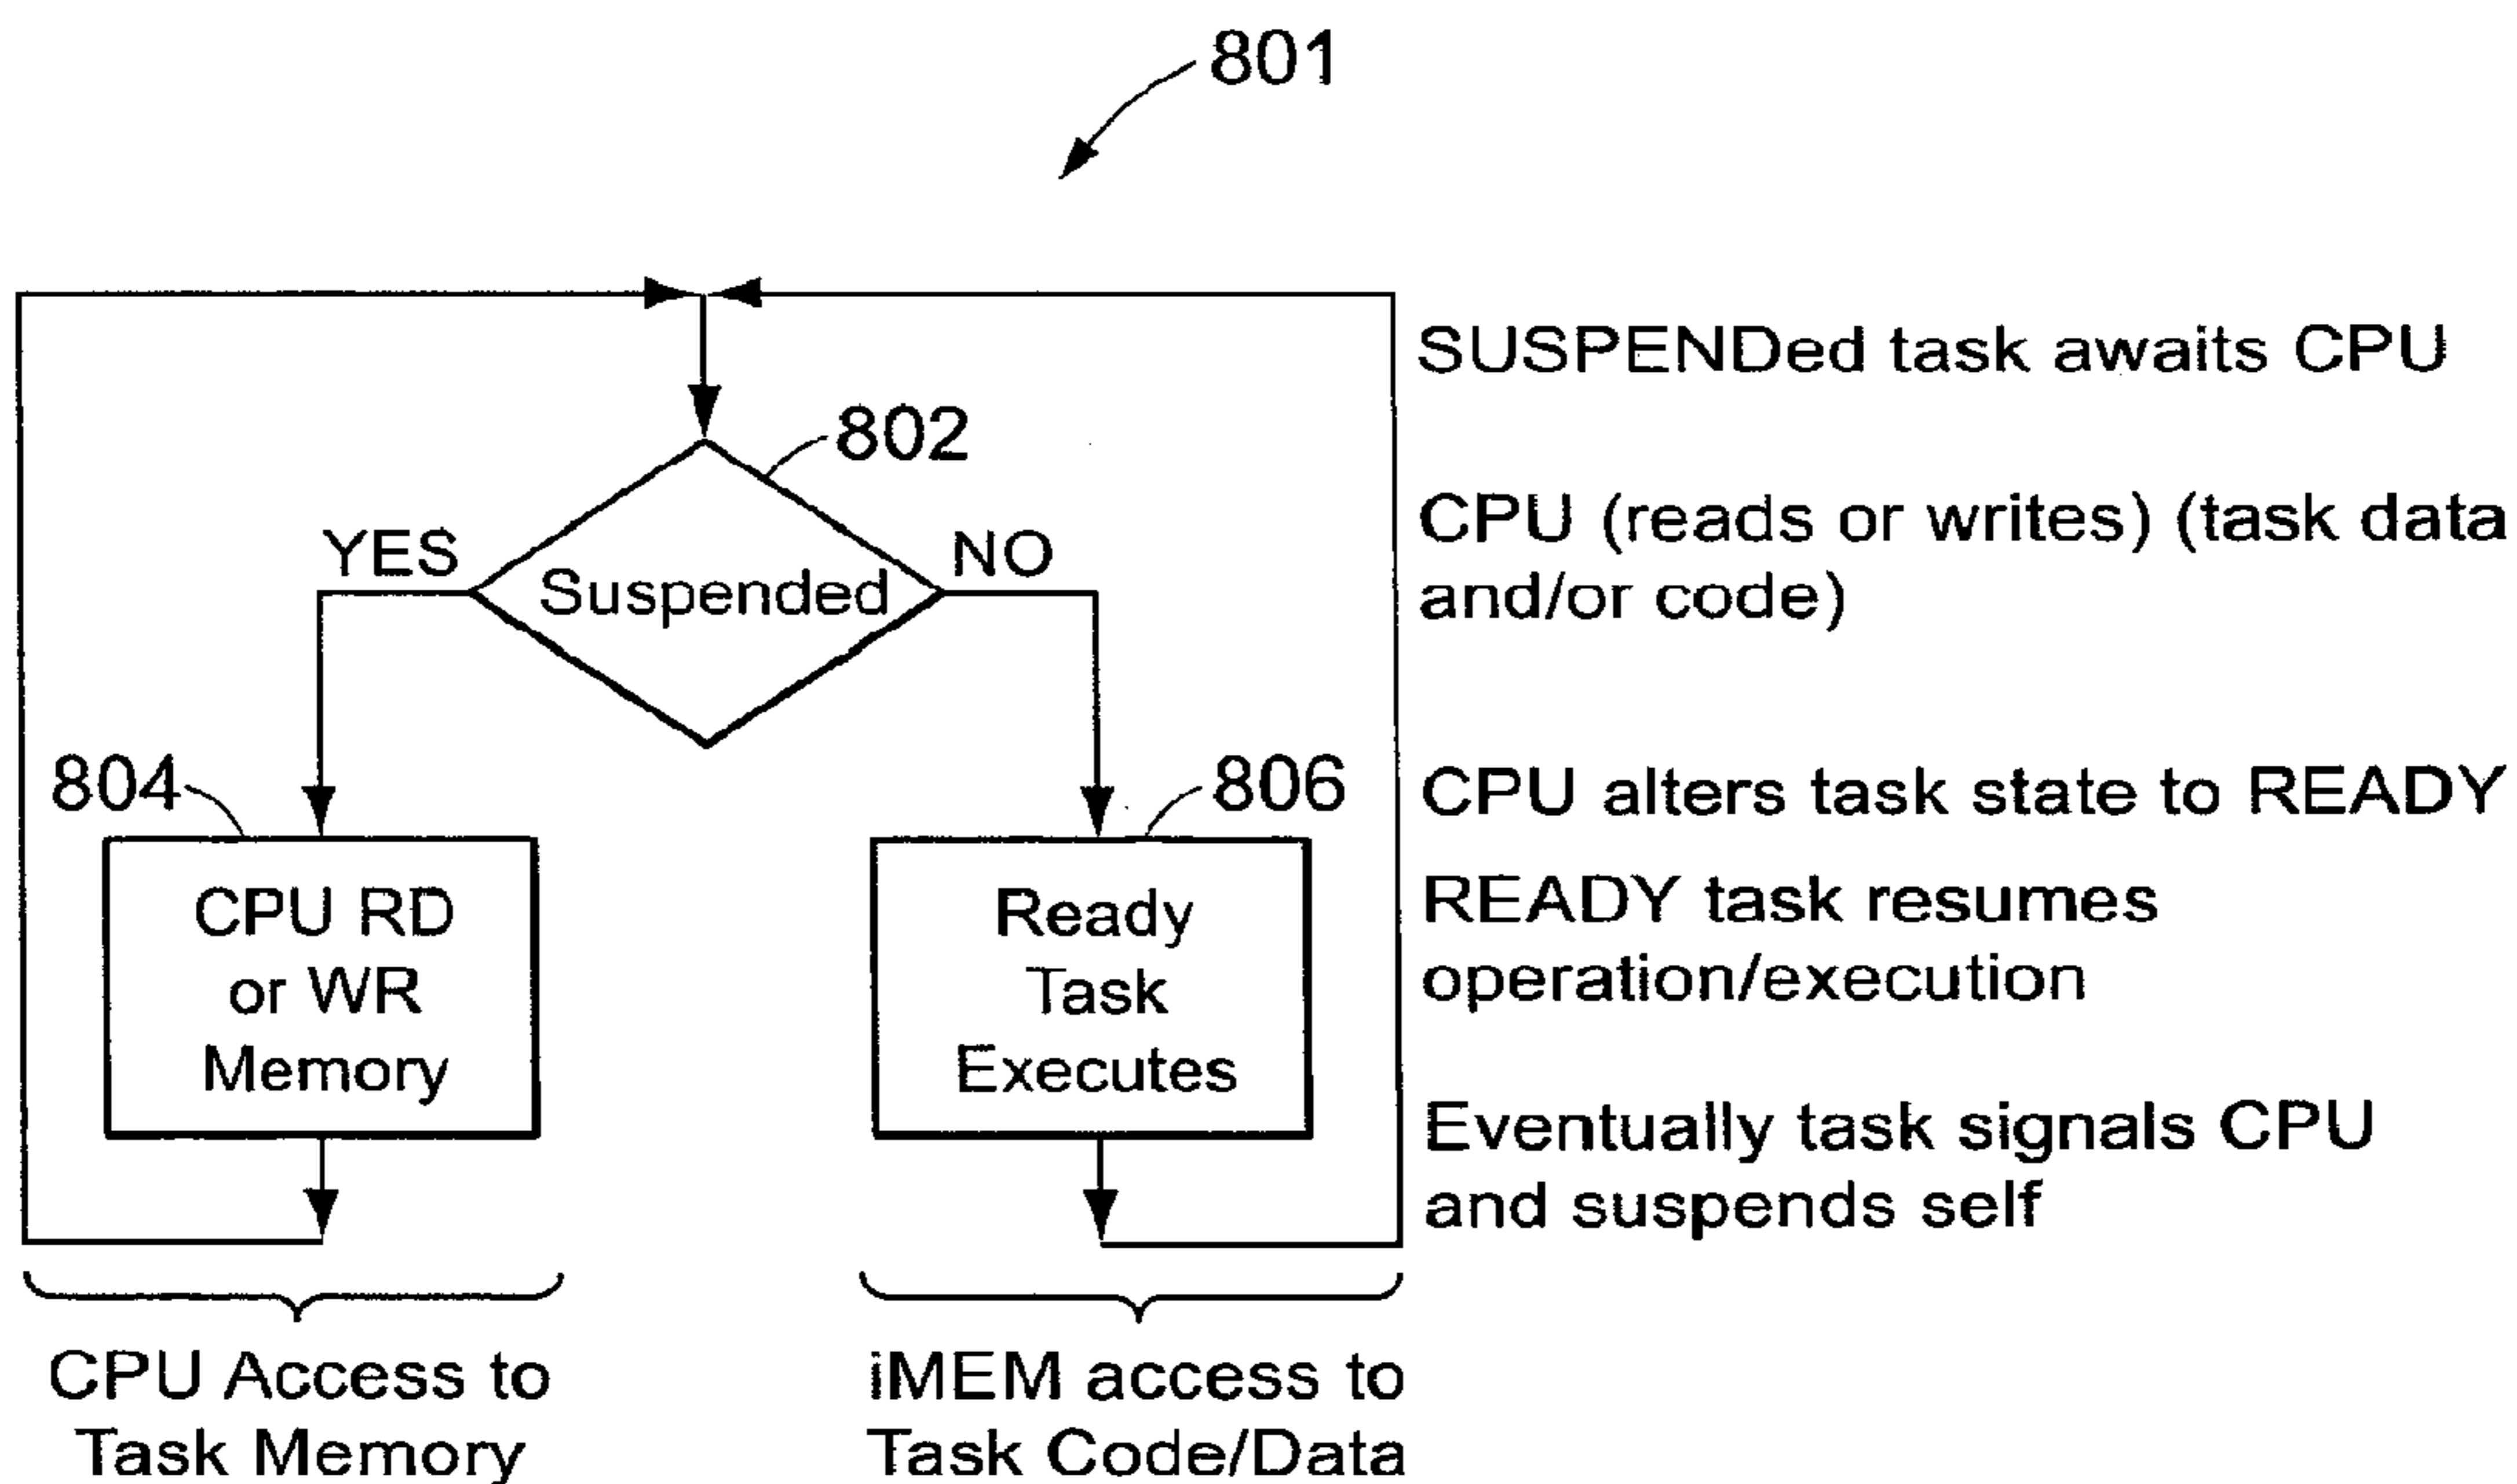 801
802
YES
NO
Suspended
804
806
CPU RD
or WR
Memory
Ready
Task
Executes
CPU Access to
Task Memory
iMEM access to
Task Code/Data
SUSPENDed task awaits CPU
CPU (reads or writes) (task data
and/or code)
CPU alters task state to READY
READY task resumes
operation/execution
Eventually task signals CPU
and suspends self